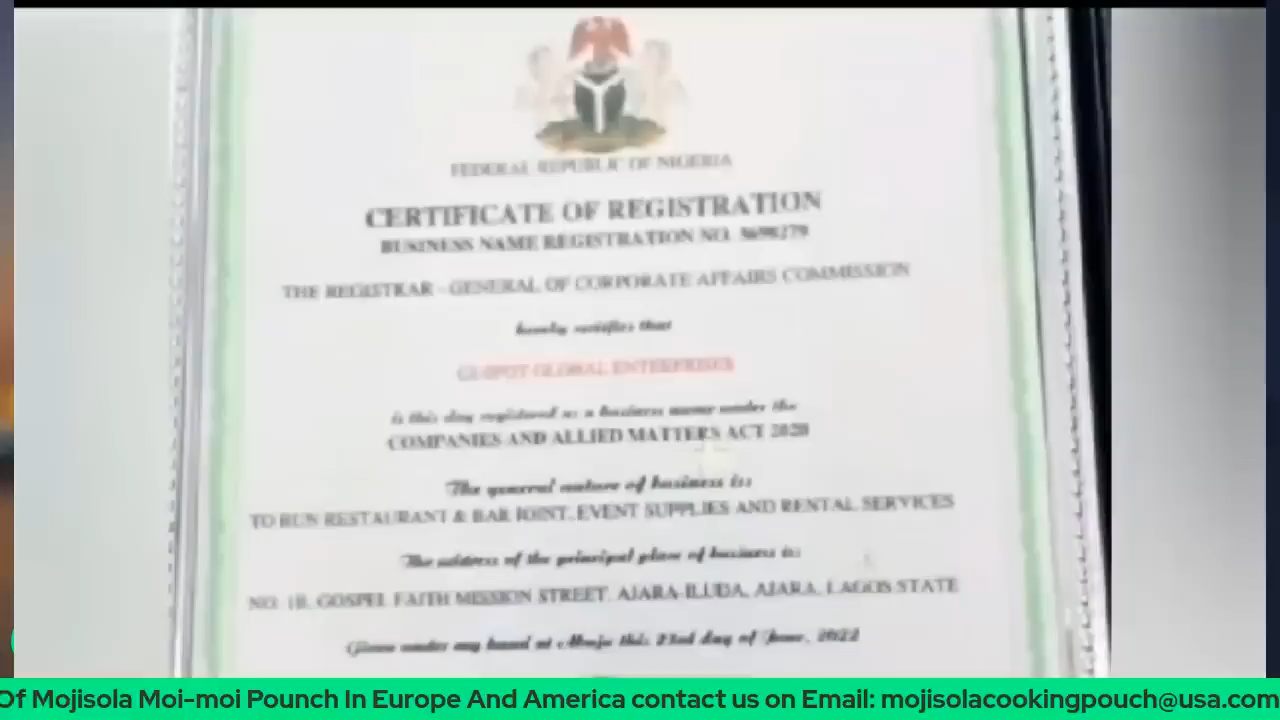 FEDERAL REPUBLIC OF NIGERIA
CERTIFICATE OF REGISTRATION
BUSINESS NAME REGISTRATION NO.
THE REGISTRAR - GENERAL OF CORPORATE AFFAIRS COMMISSION
hereby certifies that
GLOBAL ENTERPRISES
is this day registered as a business name under the
COMPANIES AND ALLIED MATTERS ACT 2020
The general nature of business is:
TO RUN RESTAURANT & BAR JOINT, EVENT SUPPLIES AND RENTAL SERVICES
The address of the principal place of business is:
GOSPEL FAITH MISSION STREET, AJARA-ILUDA, AJARA, LAGOS STATE
Given under my hand at Abuja this 23rd day of June, 2022
Of Mojisola Moi-moi Pounch In Europe And America contact us on Email: mojisolacookingpouch@usa.com